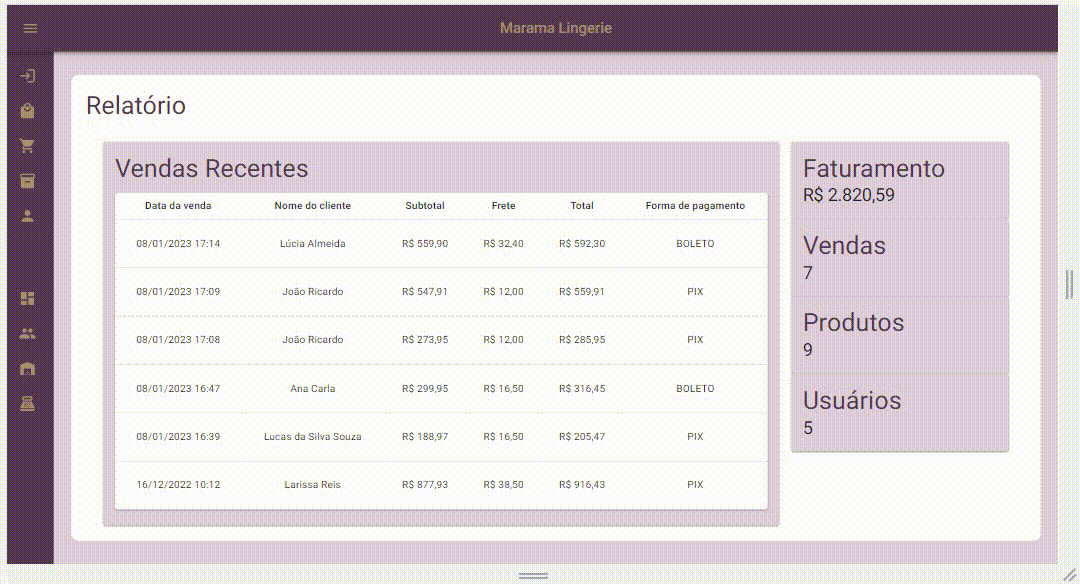 Marama Lingerie
Relatório
Vendas Recentes
Data da venda Nome do cliente Subtotal Frete Total Forma de pagamento
08/01/2023 17:14 Lúcia Almeida R$ 559,90 R$ 32,40 R$ 592,30 BOLETO
08/01/2023 17:09 João Ricardo R$ 547,91 R$ 12,00 R$ 559,91 PIX
08/01/2023 17:08 João Ricardo R$ 273,95 R$ 12,00 R$ 285,95 PIX
08/01/2023 16:47 Ana Carla R$ 299,95 R$ 16,50 R$ 316,45 BOLETO
08/01/2023 16:39 Lucas da Silva Souza R$ 188,97 R$ 16,50 R$ 205,47 PIX
16/12/2022 10:12 Larissa Reis R$ 877,93 R$ 38,50 R$ 916,43 PIX
Faturamento
R$ 2.820,59
Vendas
7
Produtos
9
Usuários
5